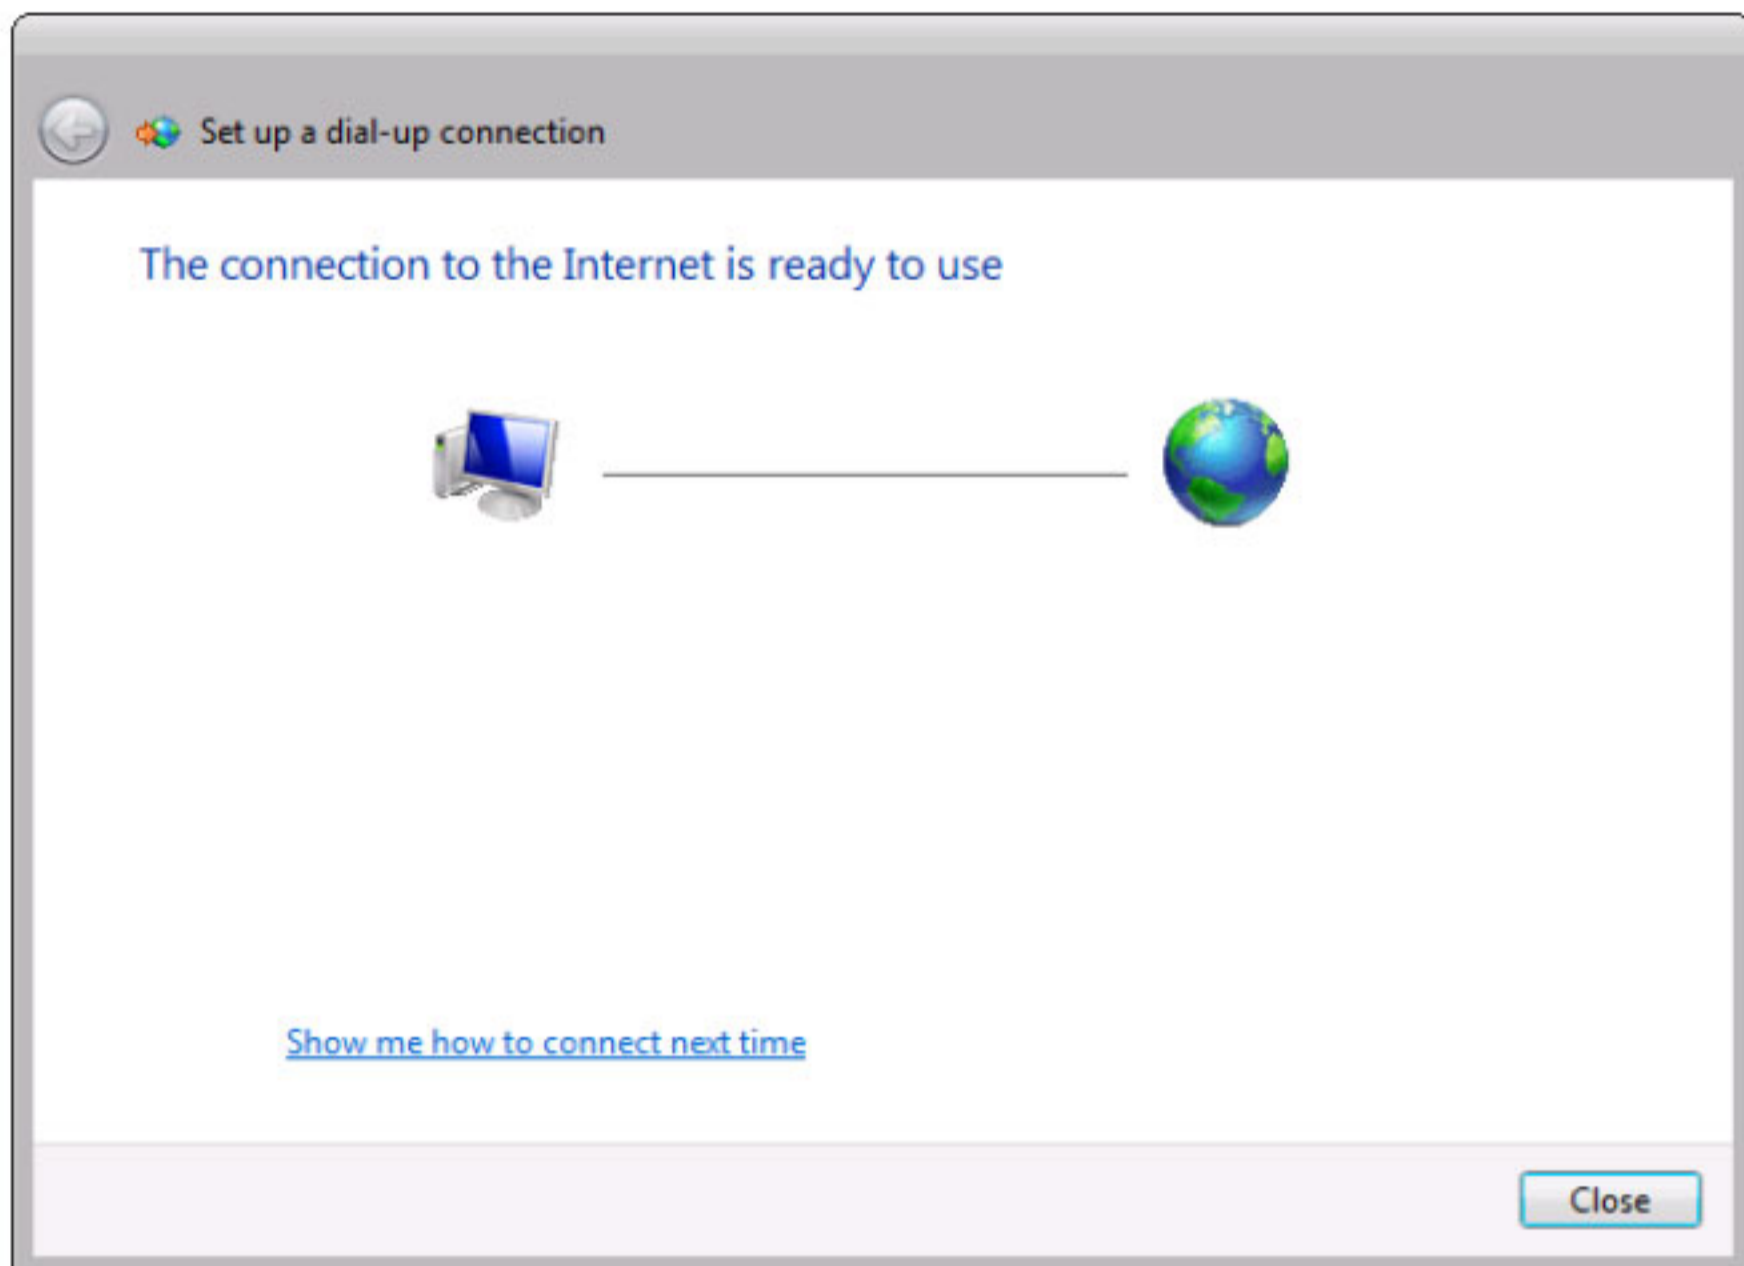 Set up a dial-up connection
The connection to the Internet is ready to use
Show me how to connect next time
Close